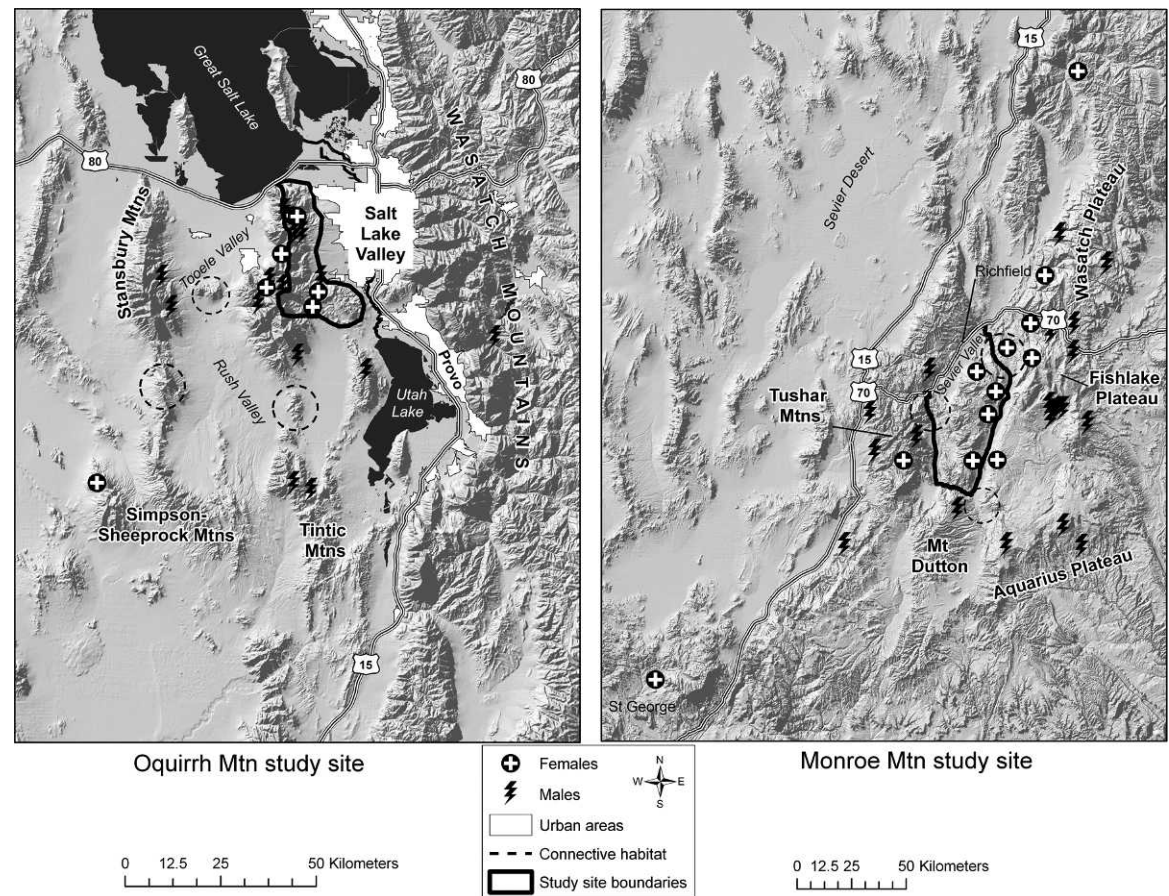 Great Salt Lake
80
80
WASATCH MOUNTAINS
Stansbury Mtns
Tooele Valley
Salt
Lake
Valley
Rush Valley
Provo
Utah
Lake
Simpson-
Sheeprock Mtns
Tintic
Mtns
15
Oquirrh Mtn study site
0 12.5 25 50 Kilometers
15
Sevier Desert
Wasatch Plateau
Richfield
70
15
70
Sevier Valley
Tushar
Mtns
Fishlake
Plateau
Mt
Dutton
Aquarius Plateau
St George
Monroe Mtn study site
0 12.5 25 50 Kilometers
Females
Males
Urban areas
Connective habitat
Study site boundaries
N
W E
S